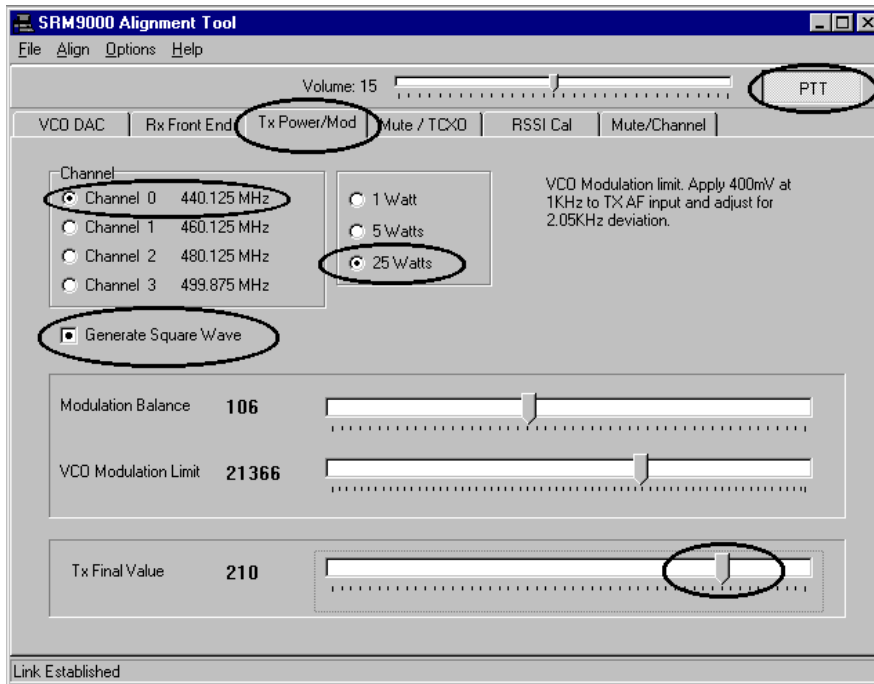 SRM9000 Alignment Tool
File Align Options Help
Volume: 15
PTT
VCO DAC
Rx Front End
Tx Power/Mod
Mute / TCXO
RSSI Cal
Mute/Channel
Channel
Channel 0 440.125 MHz
Channel 1 460.125 MHz
Channel 2 480.125 MHz
Channel 3 499.875 MHz
1 Watt
5 Watts
25 Watts
VCO Modulation limit. Apply 400mV at
1KHz to TX AF input and adjust for
2.05KHz deviation.
Generate Square Wave
Modulation Balance 106
VCO Modulation Limit 21366
Tx Final Value 210
Link Established